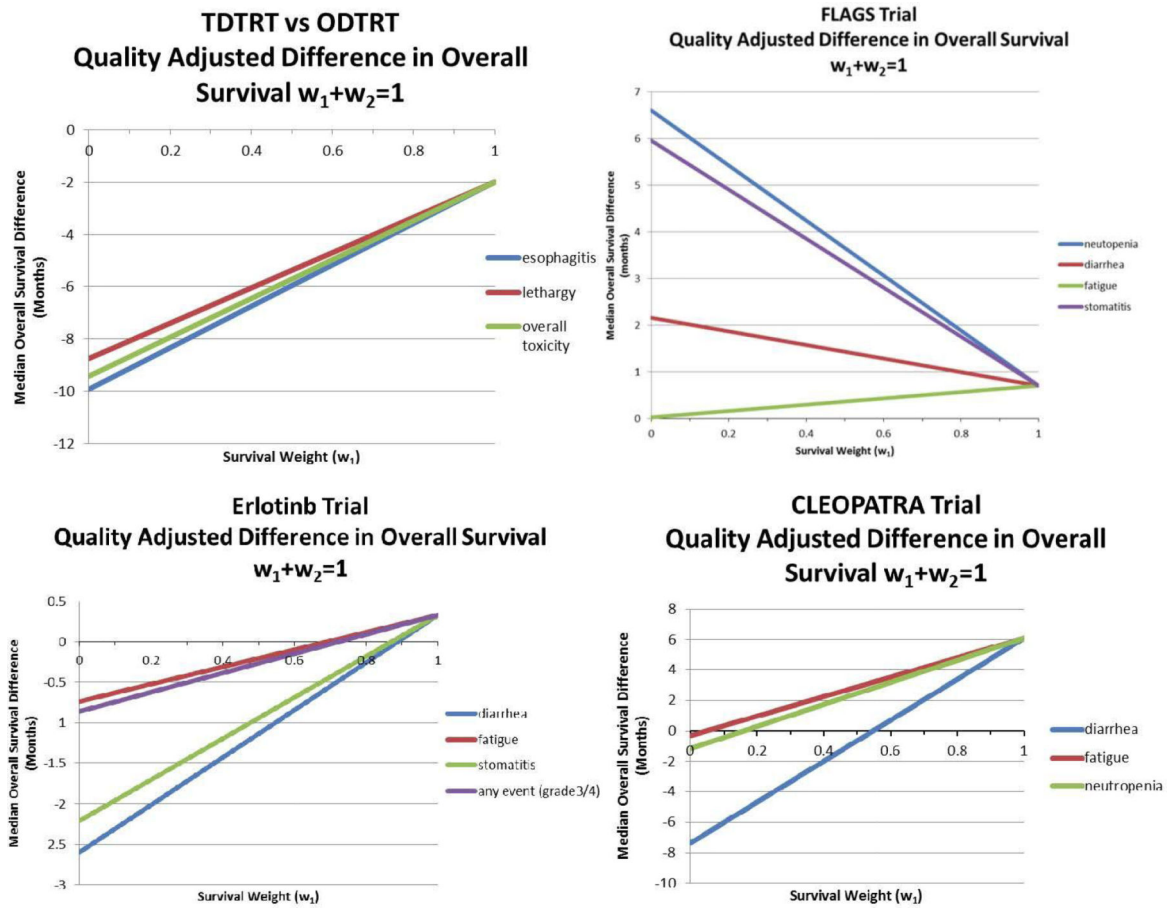 TDTRT vs ODTRT
Quality Adjusted Difference in Overall
Survival w₁+w₂=1
0
0
0.2
0.4
0.6
0.8
1
-2
-4
-6
-8
-10
-12
Median Overall Survival Difference
(Months)
Survival Weight (w₁)
esophagitis
lethargy
overall
toxicity
FLAGS Trial
Quality Adjusted Difference in Overall Survival
w₁+w₂=1
7
6
5
4
3
2
1
0
0
0.2
0.4
0.6
0.8
1
Median Overall Survival Difference
(months)
Survival Weight (w₁)
neutopenia
diarrhea
fatigue
stomatitis
Erlotinb Trial
Quality Adjusted Difference in Overall Survival
w₁+w₂=1
0.5
0
-0.5
1
-1.5
-2
2.5
-3
0
0.2
0.4
0.6
0.8
1
Median Overall Survival Difference
(Months)
Survival Weight (w₁)
diarrhea
fatigue
stomatitis
any event (grade3/4)
CLEOPATRA Trial
Quality Adjusted Difference in Overall
Survival w₁+w₂=1
8
6
4
2
0
-2
-4
-6
-8
-10
0
0.2
0.4
0.6
0.8
1
Median Overall Survival Difference
(Months)
Survival Weight (w₁)
diarrhea
fatigue
neutropenia